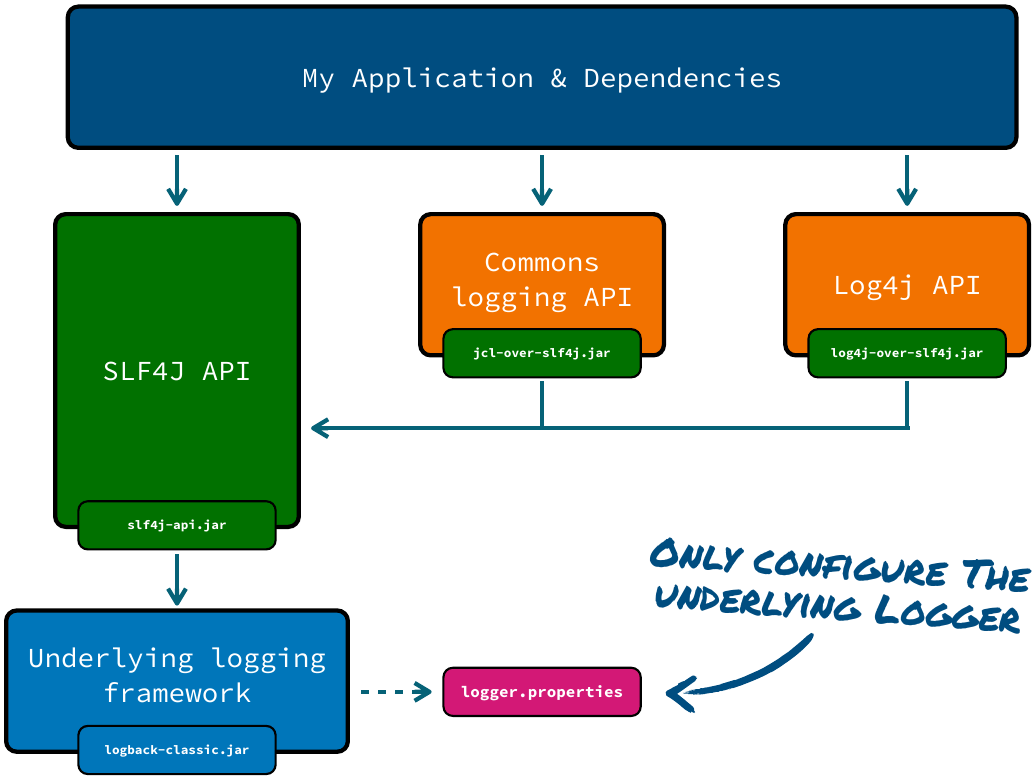 My Application & Dependencies
Commons
logging API
Log4j API
jcl-over-slf4j.jar
log4j-over-slf4j.jar
SLF4J API
slf4j-api.jar
Only configure The
underlying Logger
Underlying logging
framework
logger.properties
logback-classic.jar